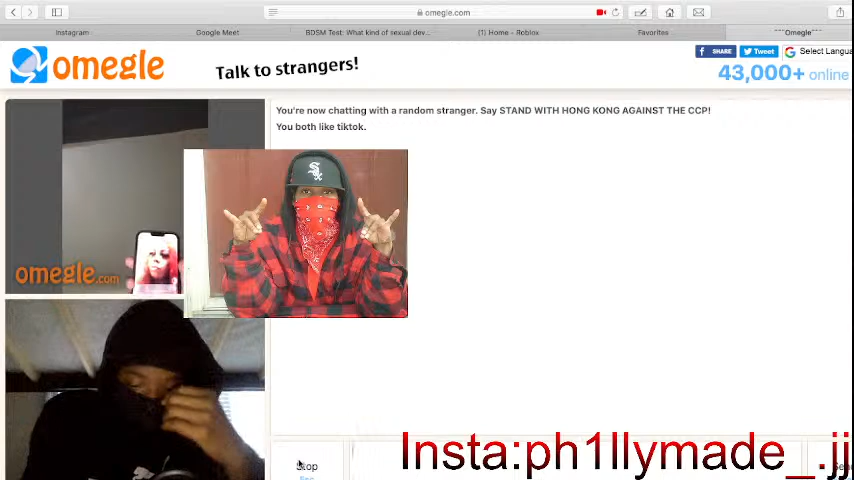 omegle.com
Instagram
Google Meet
BDSM Test: What kind of sexual dev...
(1) Home - Roblox
Favorites
Omegle
omegle
Talk to strangers!
SHARE
Tweet
Select Langua
43,000+ online
You're now chatting with a random stranger. Say STAND WITH HONG KONG AGAINST THE CCP!
You both like tiktok.
omegle.com
Stop
Esc
Insta:ph1llymade_.jj